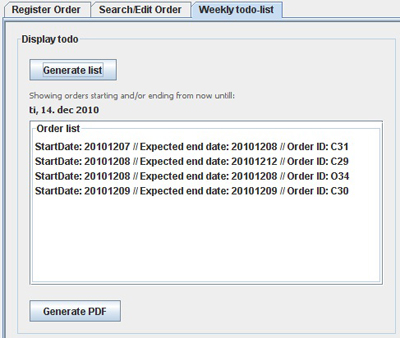 Register Order Search/Edit Order Weekly todo-list
Display todo
Generate list
Showing orders starting and/or ending from now untill:
ti, 14. dec 2010
Order list
StartDate: 20101207 // Expected end date: 20101208 // Order ID: C31
StartDate: 20101208 // Expected end date: 20101212 // Order ID: C29
StartDate: 20101208 // Expected end date: 20101208 // Order ID: O34
StartDate: 20101209 // Expected end date: 20101209 // Order ID: C30
Generate PDF